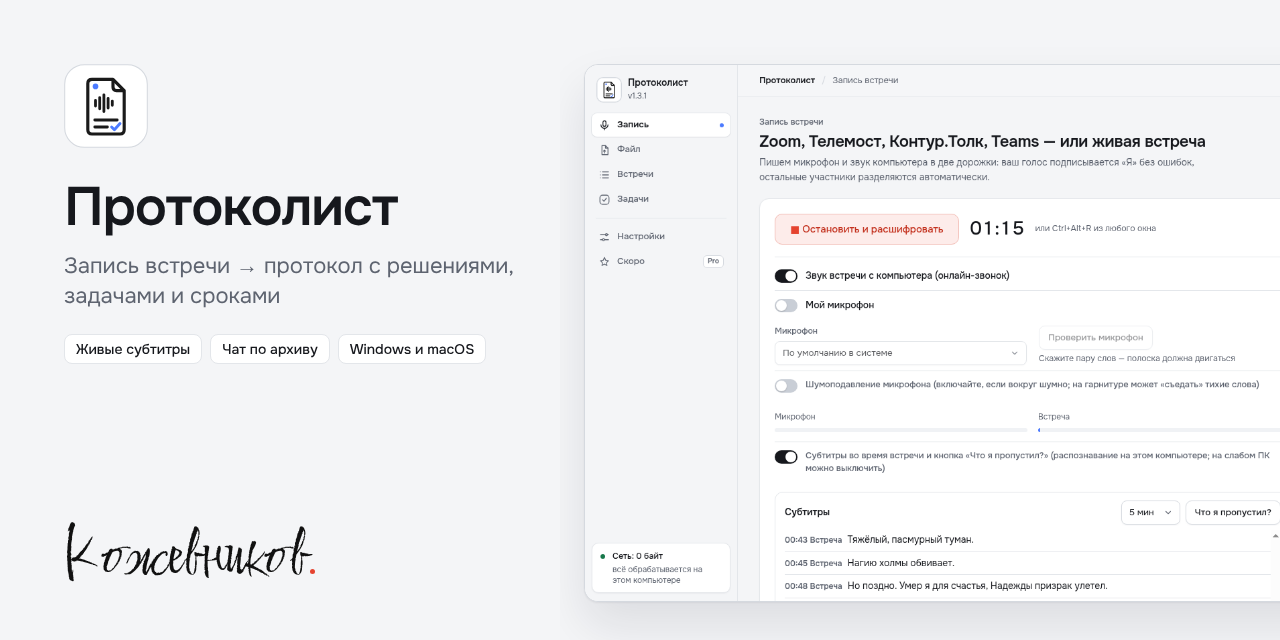 Протоколист
Запись встречи → протокол с решениями,
задачами и сроками
Живые субтитры
Чат по архиву
Windows и macOS
Кожевников.
Протоколист
v1.3.1
Запись
Файл
Встречи
Задачи
Настройки
Скоро
Pro
Сеть: 0 байт
всё обрабатывается на
этом компьютере
Протоколист / Запись встречи
Запись встречи
Zoom, Телемост, Контур.Толк, Teams — или живая встреча
Пишем микрофон и звук компьютера в две дорожки: ваш голос подписывается «Я» без ошибок,
остальные участники разделяются автоматически.
Остановить и расшифровать
01:15
или Ctrl+Alt+R из любого окна
Звук встречи с компьютера (онлайн-звонок)
Мой микрофон
Микрофон
По умолчанию в системе
Проверить микрофон
Скажите пару слов — полоска должна двигаться
Шумоподавление микрофона (включайте, если вокруг шумно; на гарнитуре может «съедать» тихие слова)
Микрофон
Встреча
Субтитры во время встречи и кнопка «Что я пропустил?» (распознавание на этом компьютере; на слабом ПК
можно выключить)
Субтитры
5 мин
Что я пропустил?
00:43 Встреча Тяжёлый, пасмурный туман.
00:45 Встреча Нагию холмы обвивает.
00:48 Встреча Но поздно. Умер я для счастья, Надежды призрак улетел.